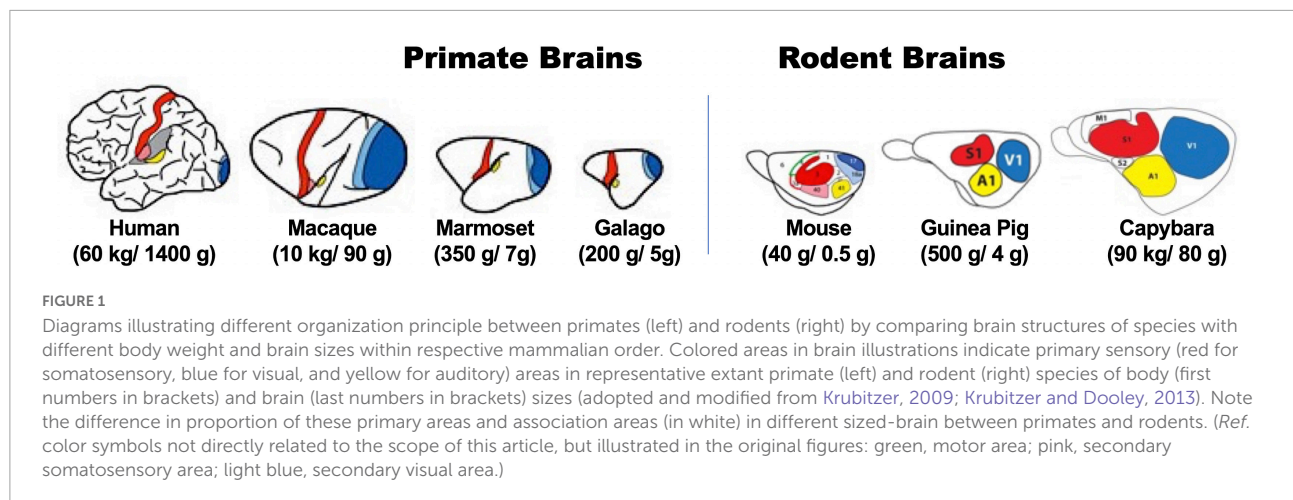 Primate Brains
Rodent Brains
M1
S1
V1
S2
A1
S1
V1
A1
6
1
17
3
2
18a
40
41
Human
(60 kg/ 1400 g)
Macaque
(10 kg/ 90 g)
Marmoset
(350 g/ 7g)
Galago
(200 g/ 5g)
Mouse
(40 g/ 0.5 g)
Guinea Pig
(500 g/ 4 g)
Capybara
(90 kg/ 80 g)
FIGURE 1
Diagrams illustrating different organization principle between primates (left) and rodents (right) by comparing brain structures of species with
different body weight and brain sizes within respective mammalian order. Colored areas in brain illustrations indicate primary sensory (red for
somatosensory, blue for visual, and yellow for auditory) areas in representative extant primate (left) and rodent (right) species of body (first
numbers in brackets) and brain (last numbers in brackets) sizes (adopted and modified from Krubitzer, 2009; Krubitzer and Dooley, 2013). Note
the difference in proportion of these primary areas and association areas (in white) in different sized-brain between primates and rodents. (Ref.
color symbols not directly related to the scope of this article, but illustrated in the original figures: green, motor area; pink, secondary
somatosensory area; light blue, secondary visual area.)